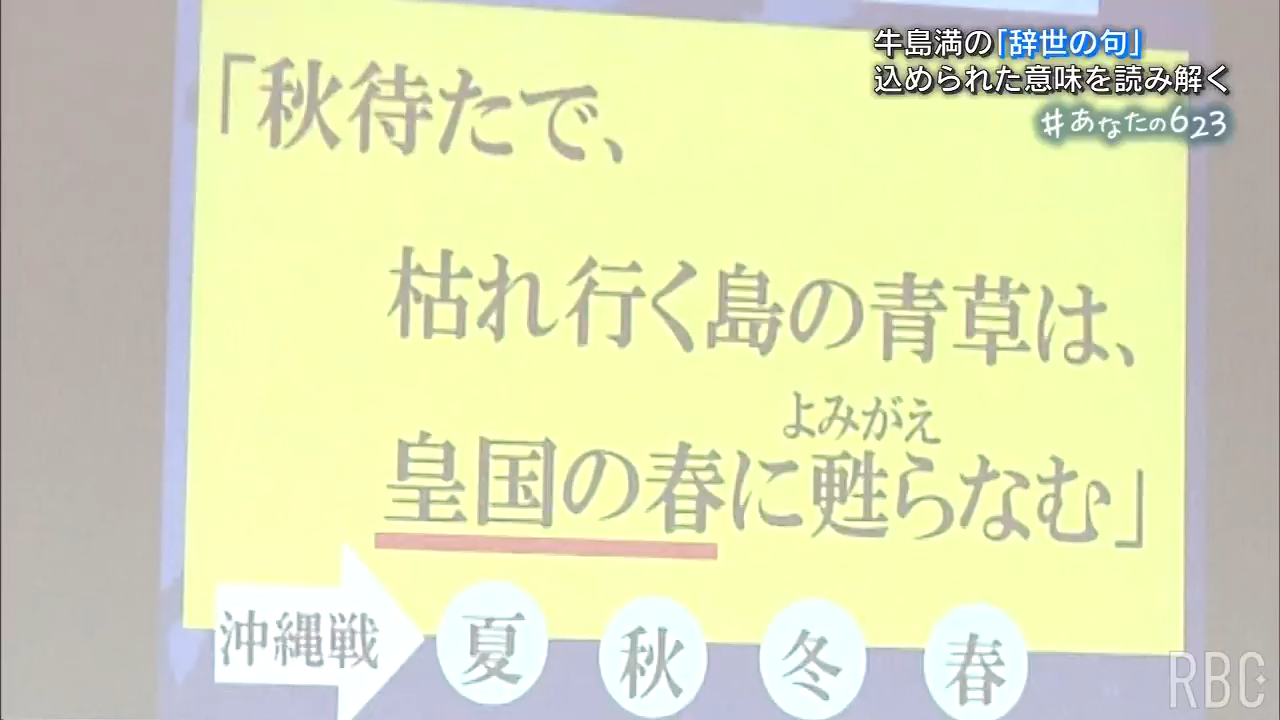 牛島満の「辞世の句」
込められた意味を読み解く
#あなたの623
「秋待たで、
枯れ行く島の青草は、
よみがえ
皇国の春に甦らなむ」
沖縄戦
夏
秋
冬
春
RBC